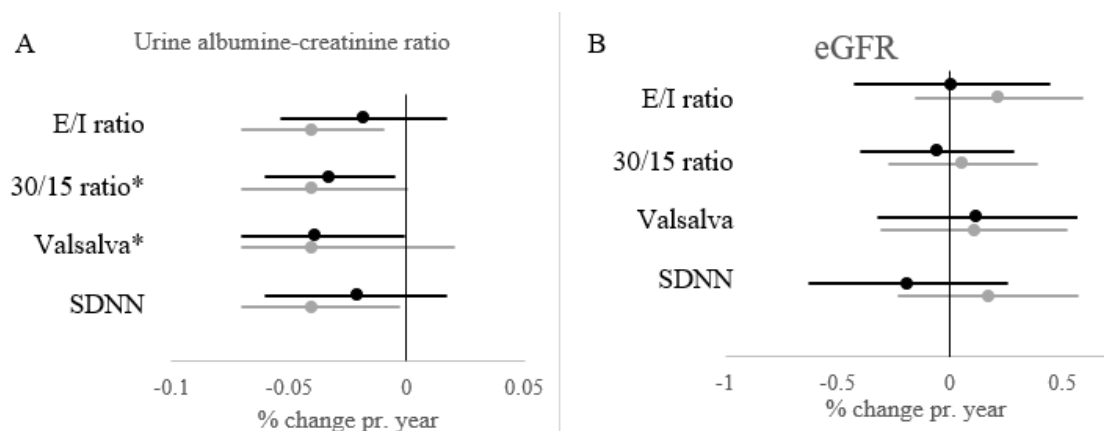 A
Urine albumine-creatinine ratio
E/I ratio
30/15 ratio*
Valsalva*
SDNN
-0.1
-0.05
0
0.05
% change pr. year
B
eGFR
E/I ratio
30/15 ratio
Valsalva
SDNN
-1
-0.5
0
0.5
% change pr. year